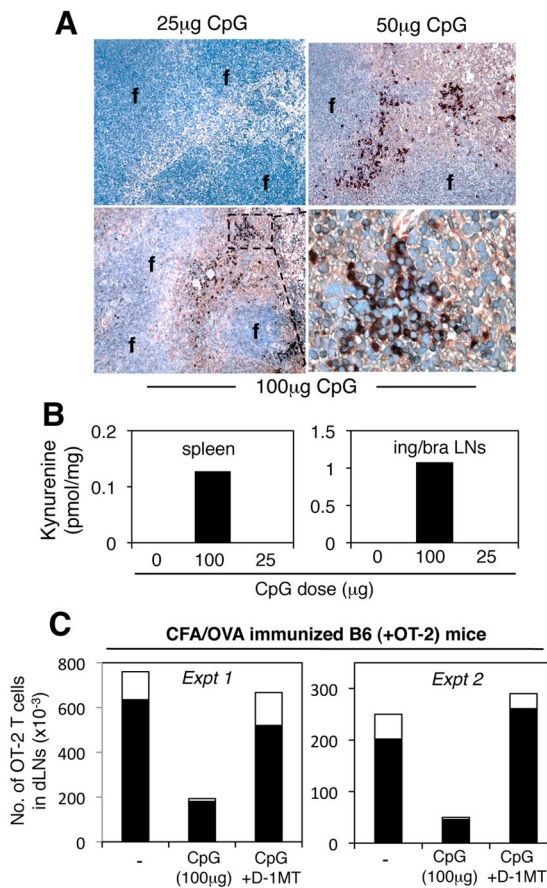 A
25μg CpG 50μg CpG
f f f f
f f f
100μg CpG
B
Kynurenine
(pmol/mg)
0.2
0.1
0
spleen
0 100 25
1.5
1
0.5
0
ing/bra LNs
0 100 25
CpG dose (μg)
C
CFA/OVA immunized B6 (+OT-2) mice
No. of OT-2 T cells
in dLNs (x10-3)
800
600
400
200
0
Expt 1
- CpG CpG
(100μg) +D-1MT
300
200
100
0
Expt 2
- CpG CpG
(100μg) +D-1MT